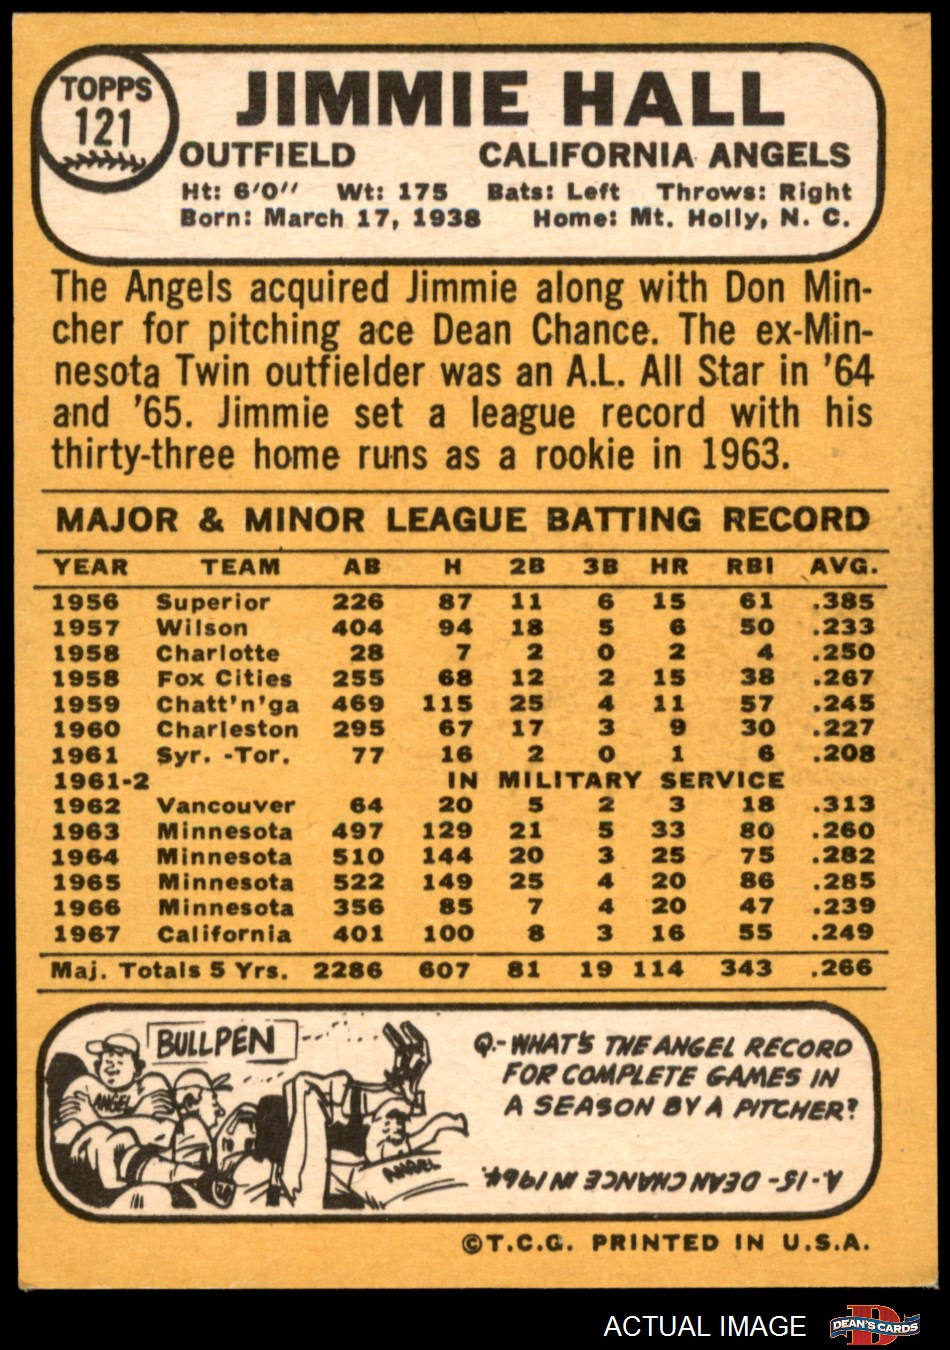 TOPPS
121
JIMMIE HALL
OUTFIELD CALIFORNIA ANGELS
Ht: 6'0" Wt: 175 Bats: Left Throws: Right
Born: March 17, 1938 Home: Mt. Holly, N. C.
The Angels acquired Jimmie along with Don Min-
cher for pitching ace Dean Chance. The ex-Min-
nesota Twin outfielder was an A.L. All Star in '64
and '65. Jimmie set a league record with his
thirty-three home runs as a rookie in 1963.
MAJOR & MINOR LEAGUE BATTING RECORD
YEAR TEAM AB H 2B 3B HR RBI AVG.
1956 Superior 226 87 11 6 15 61 .385
1957 Wilson 404 94 18 5 6 50 .233
1958 Charlotte 28 7 2 0 2 4 .250
1958 Fox Cities 255 68 12 2 15 38 .267
1959 Chatt'n'ga 469 115 25 4 11 57 .245
1960 Charleston 295 67 17 3 9 30 .227
1961 Syr. -Tor. 77 16 2 0 1 6 .208
1961-2 IN MILITARY SERVICE
1962 Vancouver 64 20 5 2 3 18 .313
1963 Minnesota 497 129 21 5 33 80 .260
1964 Minnesota 510 144 20 3 25 75 .282
1965 Minnesota 522 149 25 4 20 86 .285
1966 Minnesota 356 85 7 4 20 47 .239
1967 California 401 100 8 3 16 55 .249
Maj. Totals 5 Yrs. 2286 607 81 19 114 343 .266
BULLPEN
ANGEL
ANGEL
Q.-WHAT'S THE ANGEL RECORD
FOR COMPLETE GAMES IN
A SEASON BY A PITCHER?
A.-15- DEAN CHANCE IN 1964.
©T.C.G. PRINTED IN U.S.A.
ACTUAL IMAGE
D
DEAN'S CARDS